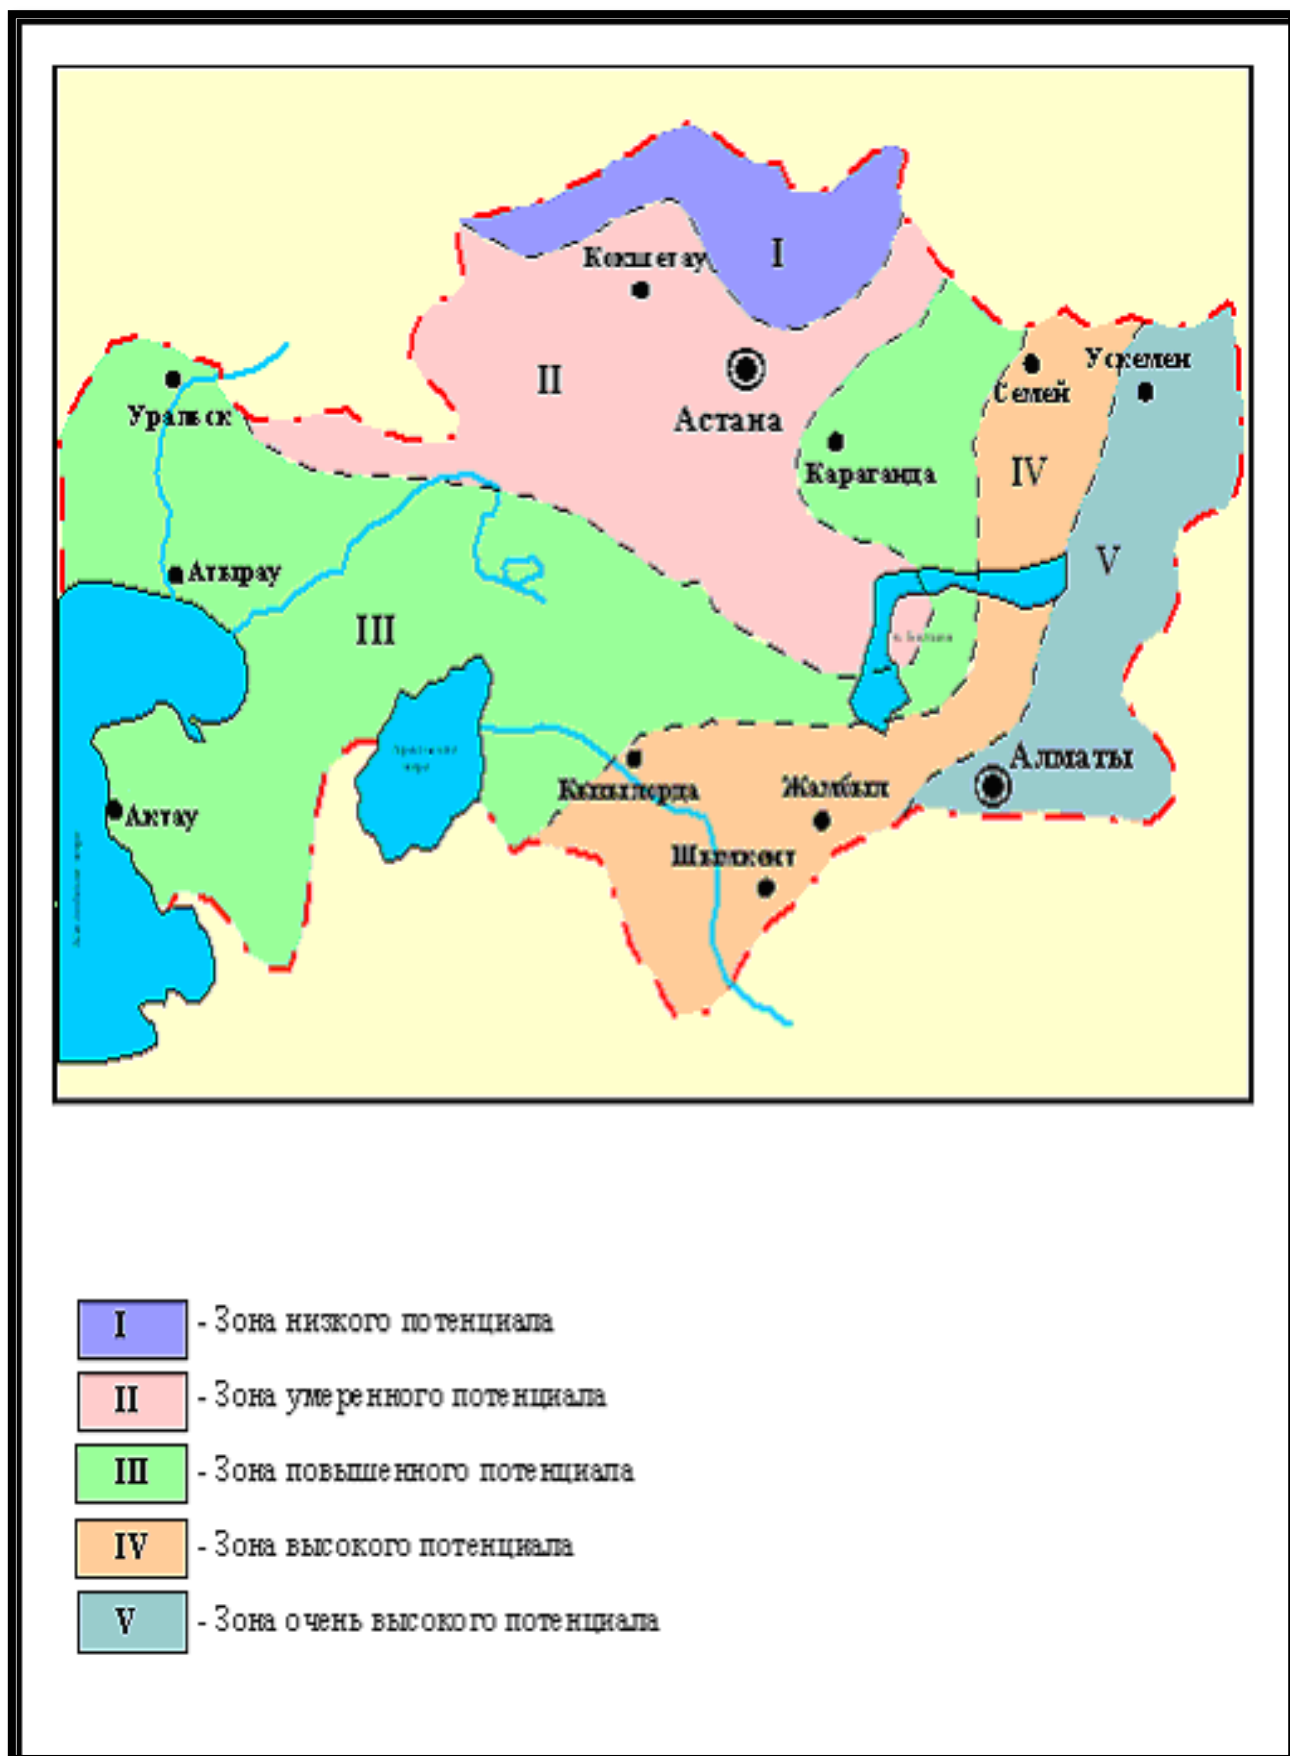 I
Кокшетау
II
Астана
Уральск
Ускемен
Семей
Караганда
IV
V
Атырау
III
Алматы
Кызылорда
Жамбыл
Актау
Шымкент
I - Зона низкого потенциала
II - Зона умеренного потенциала
III - Зона повышенного потенциала
IV - Зона высокого потенциала
V - Зона очень высокого потенциала